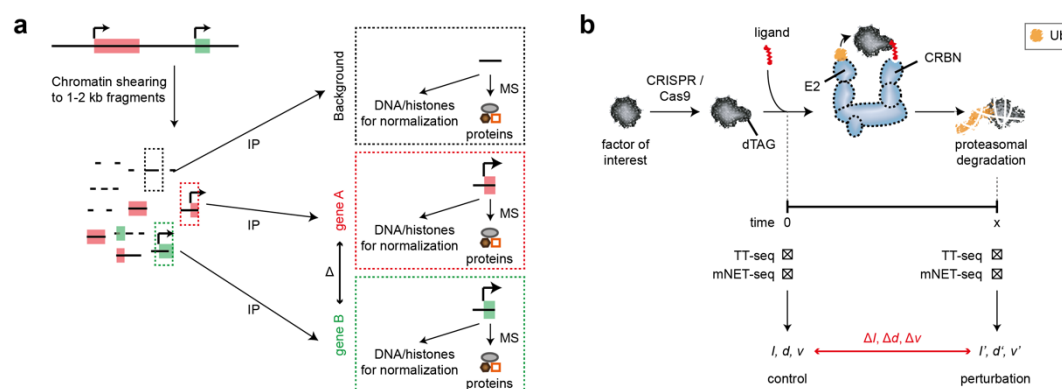 a
Chromatin shearing
to 1-2 kb fragments
IP
IP
IP
Background
MS
DNA/histones
for normalization
proteins
gene A
MS
DNA/histones
for normalization
proteins
Δ
gene B
MS
DNA/histones
for normalization
proteins
b
ligand
Ub
CRISPR /
Cas9
E2
CRBN
factor of
interest
dTAG
proteasomal
degradation
time
0
x
TT-seq
mNET-seq
TT-seq
mNET-seq
I, d, v
ΔI, Δd, Δv
I', d', v'
control
perturbation